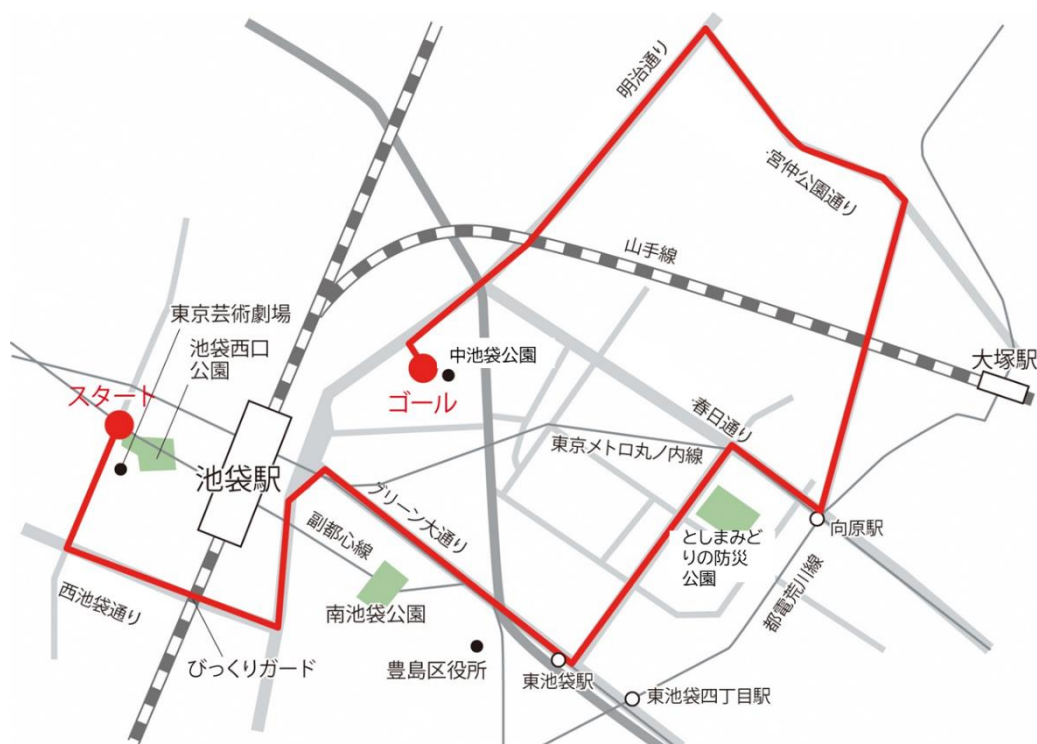 明治通り
宮仲公園通り
山手線
東京芸術劇場
池袋西口
公園
スタート
中池袋公園
ゴール
大塚駅
春日通り
東京メトロ丸ノ内線
池袋駅
グリーン大通り
副都心線
向原駅
としまみど
りの防災
公園
都電荒川線
西池袋通り
南池袋公園
びっくりガード
豊島区役所
東池袋駅
東池袋四丁目駅